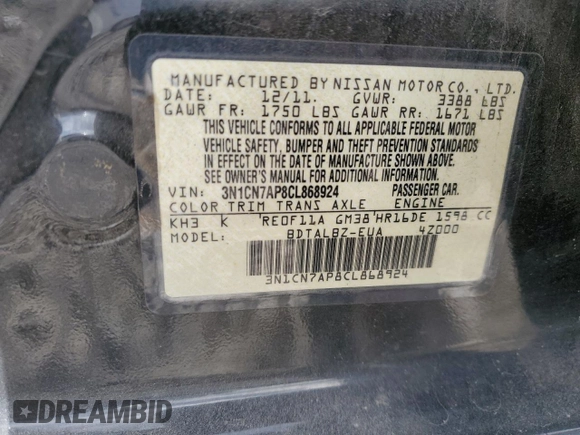 MANUFACTURED BY NISSAN MOTOR CO., LTD.
DATE: 12/11. GVWR: 3388 LBS
GAWR FR: 1750 LBS GAWR RR: 1671 LBS
THIS VEHICLE CONFORMS TO ALL APPLICABLE FEDERAL MOTOR
VEHICLE SAFETY, BUMPER AND THEFT PREVENTION STANDARDS
IN EFFECT ON THE DATE OF MANUFACTURE SHOWN ABOVE.
SEE OWNER'S MANUAL FOR ADDITIONAL INFORMATION.
VIN: 3N1CN7AP8CL868924 PASSENGER CAR.
COLOR TRIM TRANS AXLE ENGINE
KH3 K RE0F11A GM38 HR16DE 1598 CC
MODEL: BDTALBZ-EUA 4Z000
3N1CN7AP8CL868924
DREAMBID